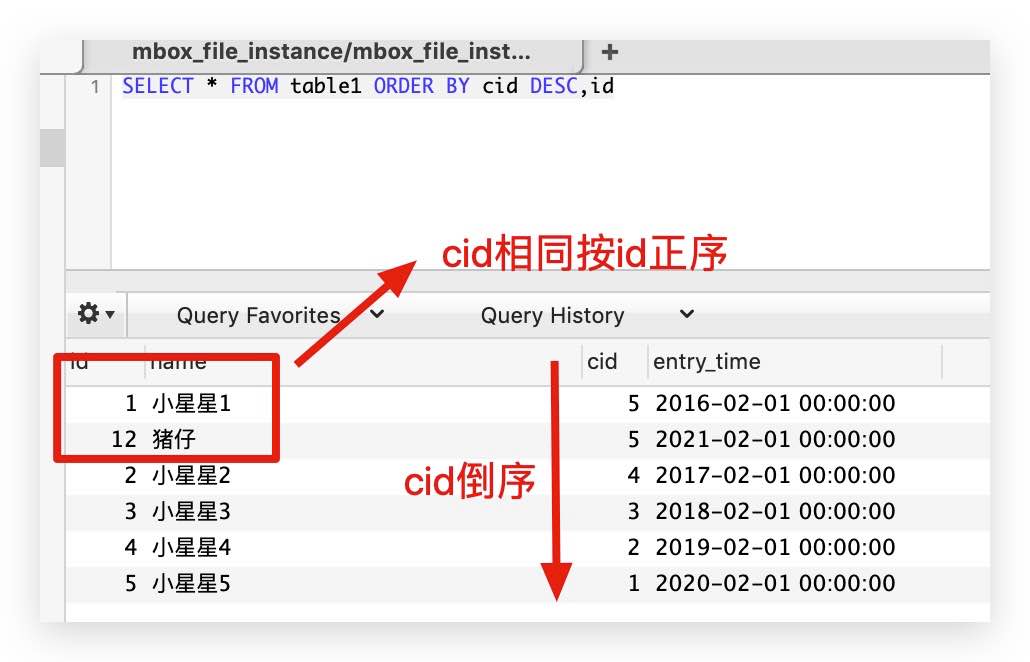 mbox_file_instance/mbox_file_inst... +
1 SELECT * FROM table1 ORDER BY cid DESC,id
cid相同按id正序
Query Favorites Query History
id name cid entry_time
1 小星星1 5 2016-02-01 00:00:00
12 猪仔 5 2021-02-01 00:00:00
2 小星星2 4 2017-02-01 00:00:00
cid倒序
3 小星星3 3 2018-02-01 00:00:00
4 小星星4 2 2019-02-01 00:00:00
5 小星星5 1 2020-02-01 00:00:00